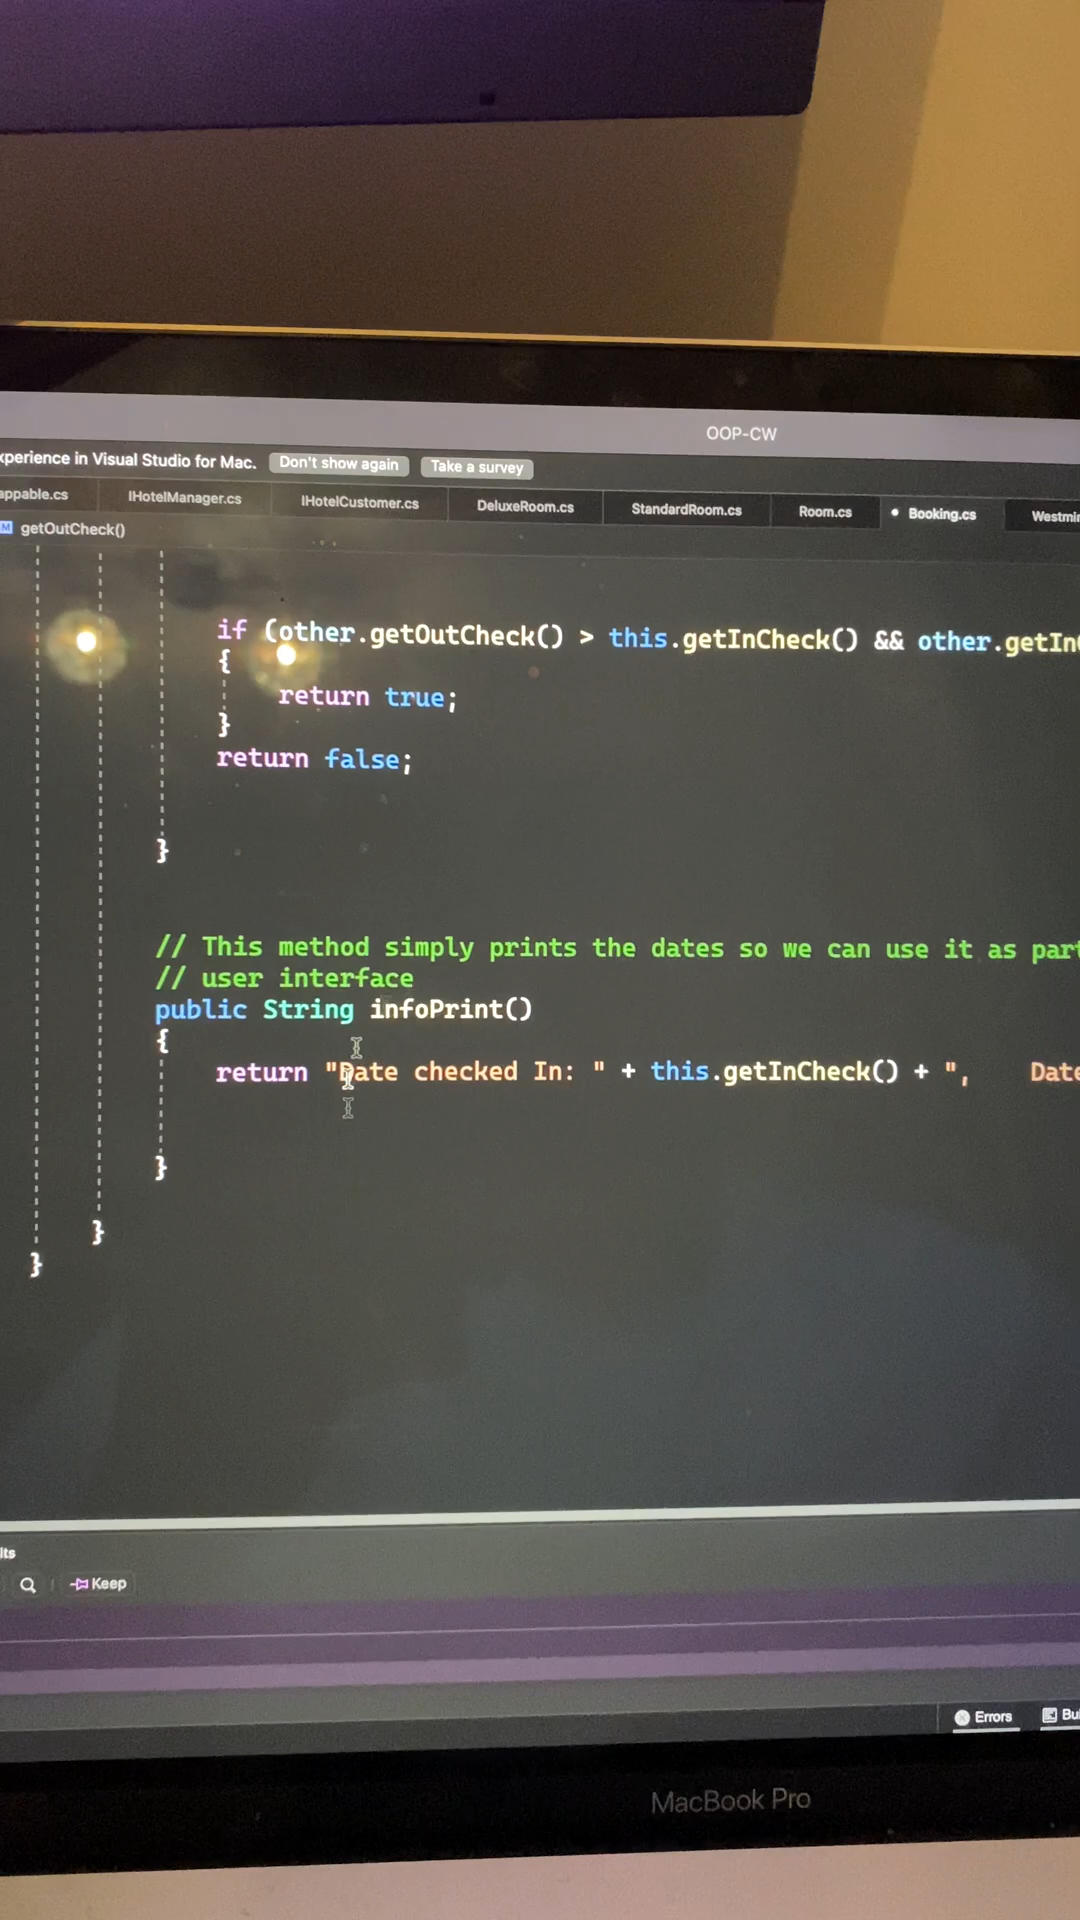 OOP-CW
xperience in Visual Studio for Mac. Don't show again Take a survey
appable.cs IHotelManager.cs IHotelCustomer.cs DeluxeRoom.cs StandardRoom.cs Room.cs Booking.cs Westmin
M getOutCheck()
if (other.getOutCheck() > this.getInCheck() && other.getIn
{
return true;
}
return false;
}
// This method simply prints the dates so we can use it as part
// user interface
public String infoPrint()
{
return "Date checked In: " + this.getInCheck() + ", Date
}
}
}
lts
Keep
Errors Bu
MacBook Pro